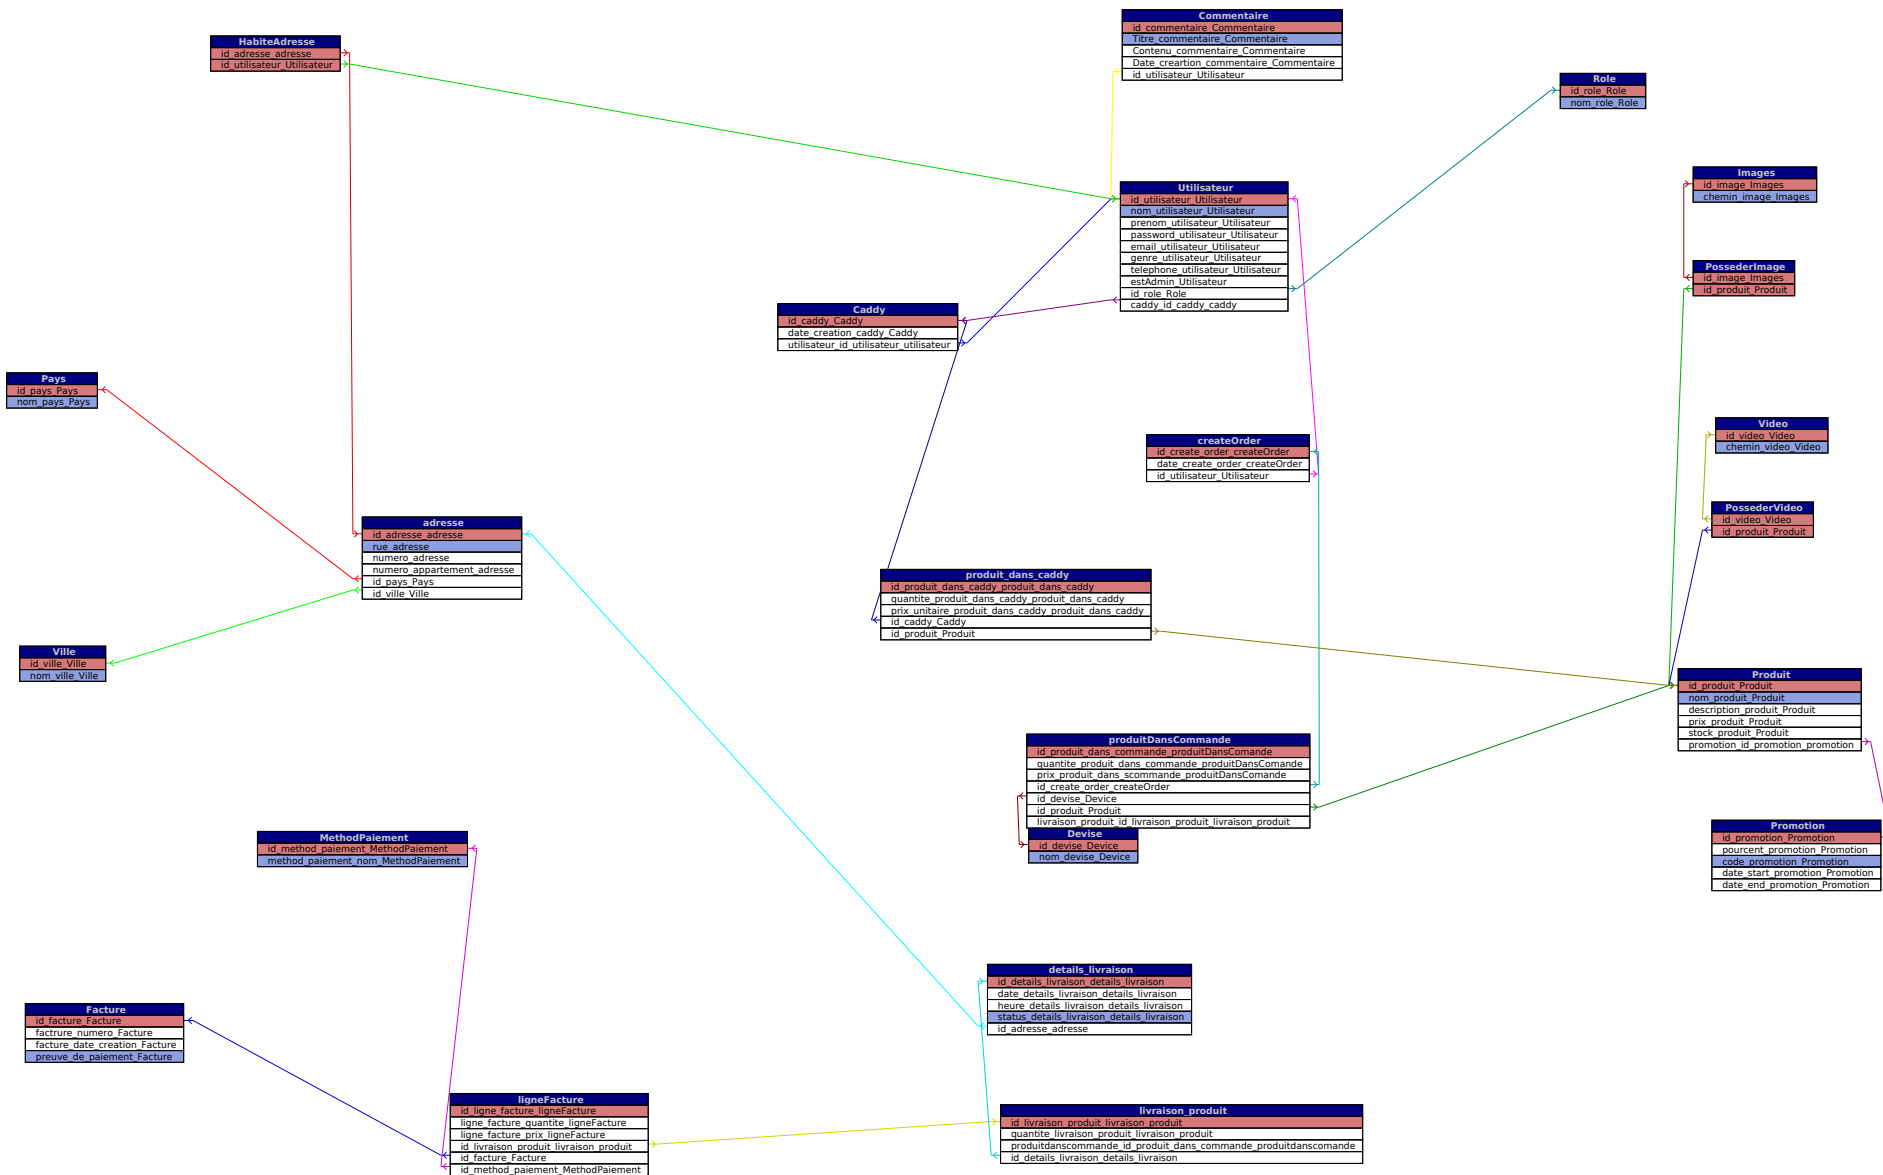 Commentaire
id_commentaire_Commentaire
Titre_commentaire_Commentaire
Contenu_commentaire_Commentaire
Date_creartion_commentaire_Commentaire
id_utilisateur_Utilisateur
HabiteAdresse
id_adresse_adresse
id_utilisateur_Utilisateur
Role
id_role_Role
nom_role_Role
Images
id_image_Images
chemin_image_Images
Utilisateur
id_utilisateur_Utilisateur
nom_utilisateur_Utilisateur
prenom_utilisateur_Utilisateur
password_utilisateur_Utilisateur
email_utilisateur_Utilisateur
genre_utilisateur_Utilisateur
telephone_utilisateur_Utilisateur
estAdmin_Utilisateur
id_role_Role
caddy_id_caddy_caddy
PossederImage
id_image_Images
id_produit_Produit
Caddy
id_caddy_Caddy
date_creation_caddy_Caddy
utilisateur_id_utilisateur_utilisateur
Pays
id_pays_Pays
nom_pays_Pays
Video
id_video_Video
chemin_video_Video
createOrder
id_create_order_createOrder
date_create_order_createOrder
id_utilisateur_Utilisateur
PossederVideo
id_video_Video
id_produit_Produit
adresse
id_adresse_adresse
rue_adresse
numero_adresse
numero_appartement_adresse
id_pays_Pays
id_ville_Ville
produit_dans_caddy
id_produit_dans_caddy_produit_dans_caddy
quantite_produit_dans_caddy_produit_dans_caddy
prix_unitaire_produit_dans_caddy_produit_dans_caddy
id_caddy_Caddy
id_produit_Produit
Ville
id_ville_Ville
nom_ville_Ville
Produit
id_produit_Produit
nom_produit_Produit
description_produit_Produit
prix_produit_Produit
stock_produit_Produit
promotion_id_promotion_promotion
produitDansCommande
id_produit_dans_commande_produitDansComande
quantite_produit_dans_commande_produitDansComande
prix_produit_dans_scommande_produitDansComande
id_create_order_createOrder
id_devise_Device
id_produit_Produit
livraison_produit_id_livraison_produit_livraison_produit
Devise
id_devise_Device
nom_devise_Device
MethodPaiement
id_method_paiement_MethodPaiement
method_paiement_nom_MethodPaiement
Promotion
id_promotion_Promotion
pourcent_promotion_Promotion
code_promotion_Promotion
date_start_promotion_Promotion
date_end_promotion_Promotion
details_livraison
id_details_livraison_details_livraison
date_details_livraison_details_livraison
heure_details_livraison_details_livraison
status_details_livraison_details_livraison
id_adresse_adresse
Facture
id_facture_Facture
factrure_numero_Facture
facture_date_creation_Facture
preuve_de_paiement_Facture
ligneFacture
id_ligne_facture_ligneFacture
ligne_facture_quantite_ligneFacture
ligne_facture_prix_ligneFacture
id_livraison_produit_livraison_produit
id_facture_Facture
id_method_paiement_MethodPaiement
livraison_produit
id_livraison_produit_livraison_produit
quantite_livraison_produit_livraison_produit
produitdanscommande_id_produit_dans_commande_produitdanscomande
id_details_livraison_details_livraison